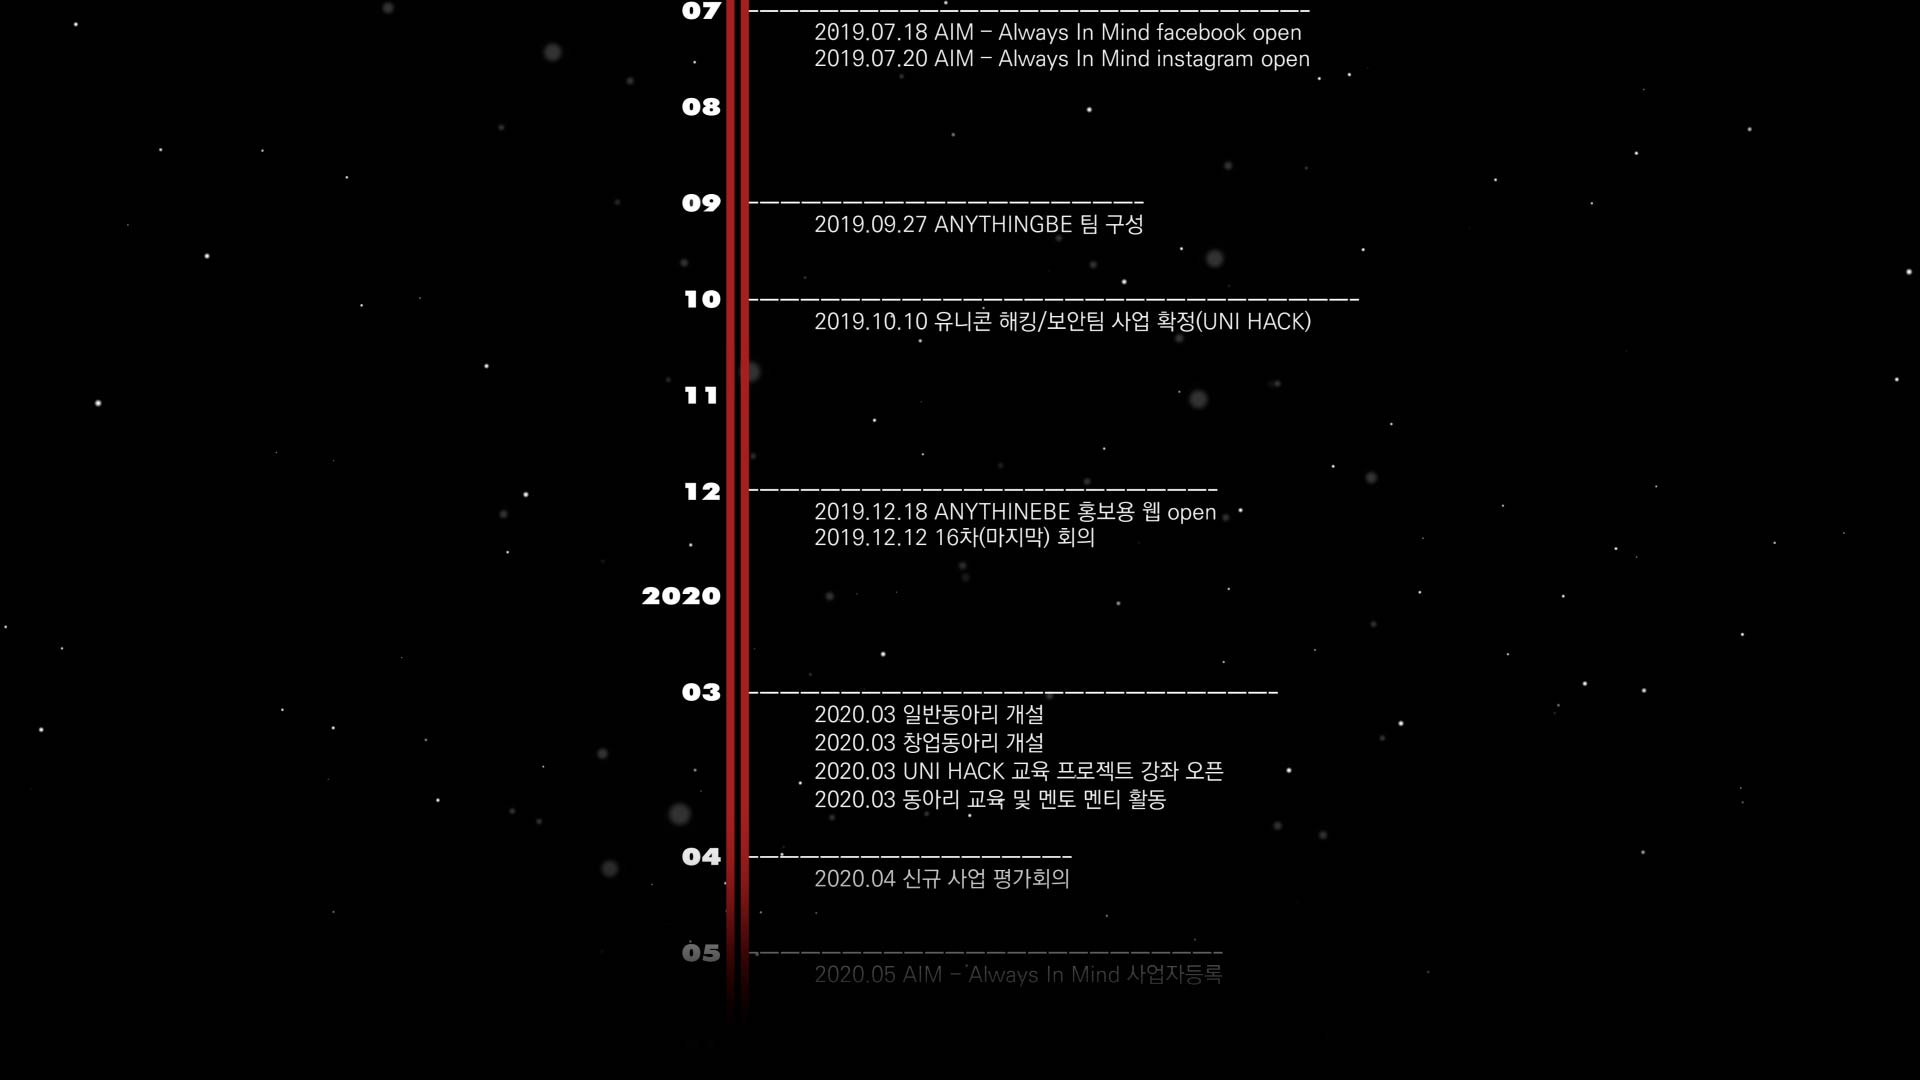 07
2019.07.18 AIM – Always In Mind facebook open
2019.07.20 AIM – Always In Mind instagram open
08
09
2019.09.27 ANYTHINGBE 팀 구성
10
2019.10.10 유니콘 해킹/보안팀 사업 확정(UNI HACK)
11
12
2019.12.18 ANYTHINEBE 홍보용 웹 open
2019.12.12 16차(마지막) 회의
2020
03
2020.03 일반동아리 개설
2020.03 창업동아리 개설
2020.03 UNI HACK 교육 프로젝트 강좌 오픈
2020.03 동아리 교육 및 멘토 멘티 활동
04
2020.04 신규 사업 평가회의
05
2020.05 AIM – Always In Mind 사업자등록